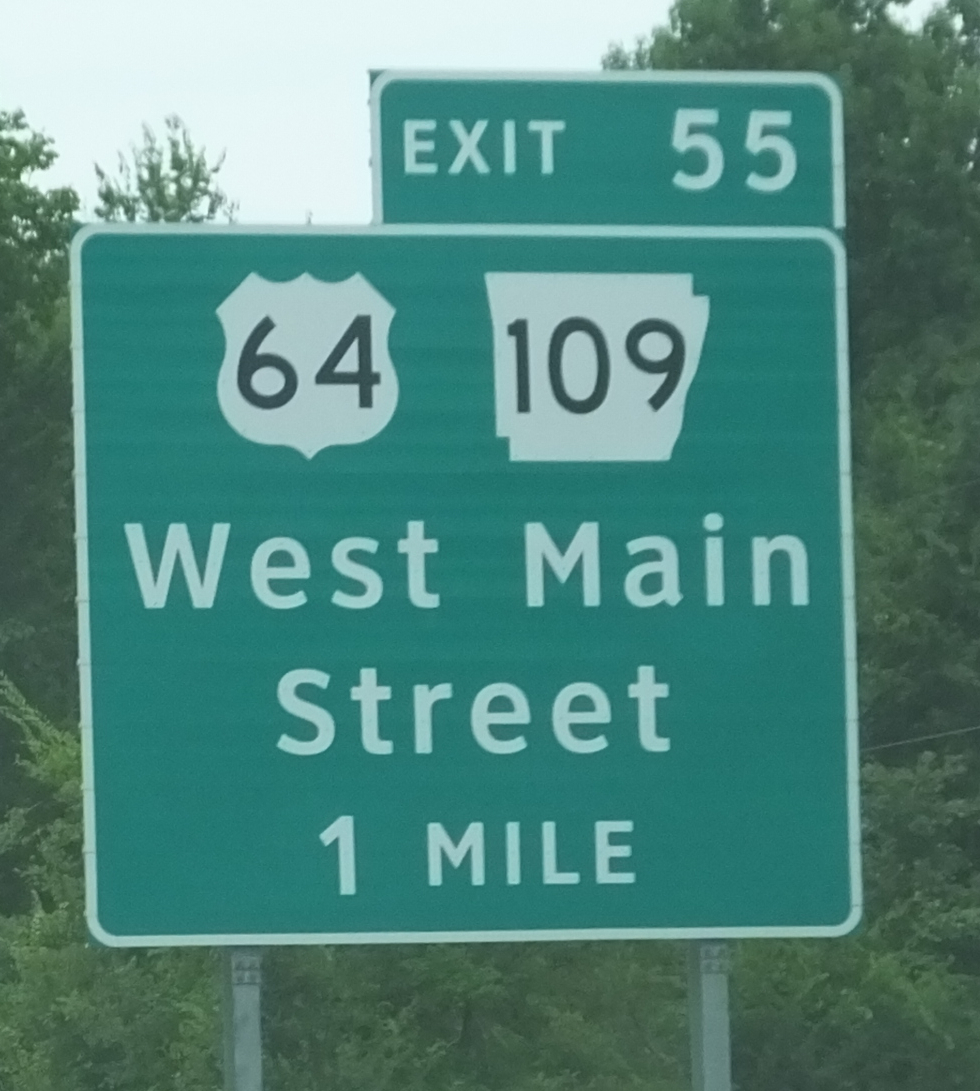 EXIT 55
64 109
West Main
Street
1 MILE